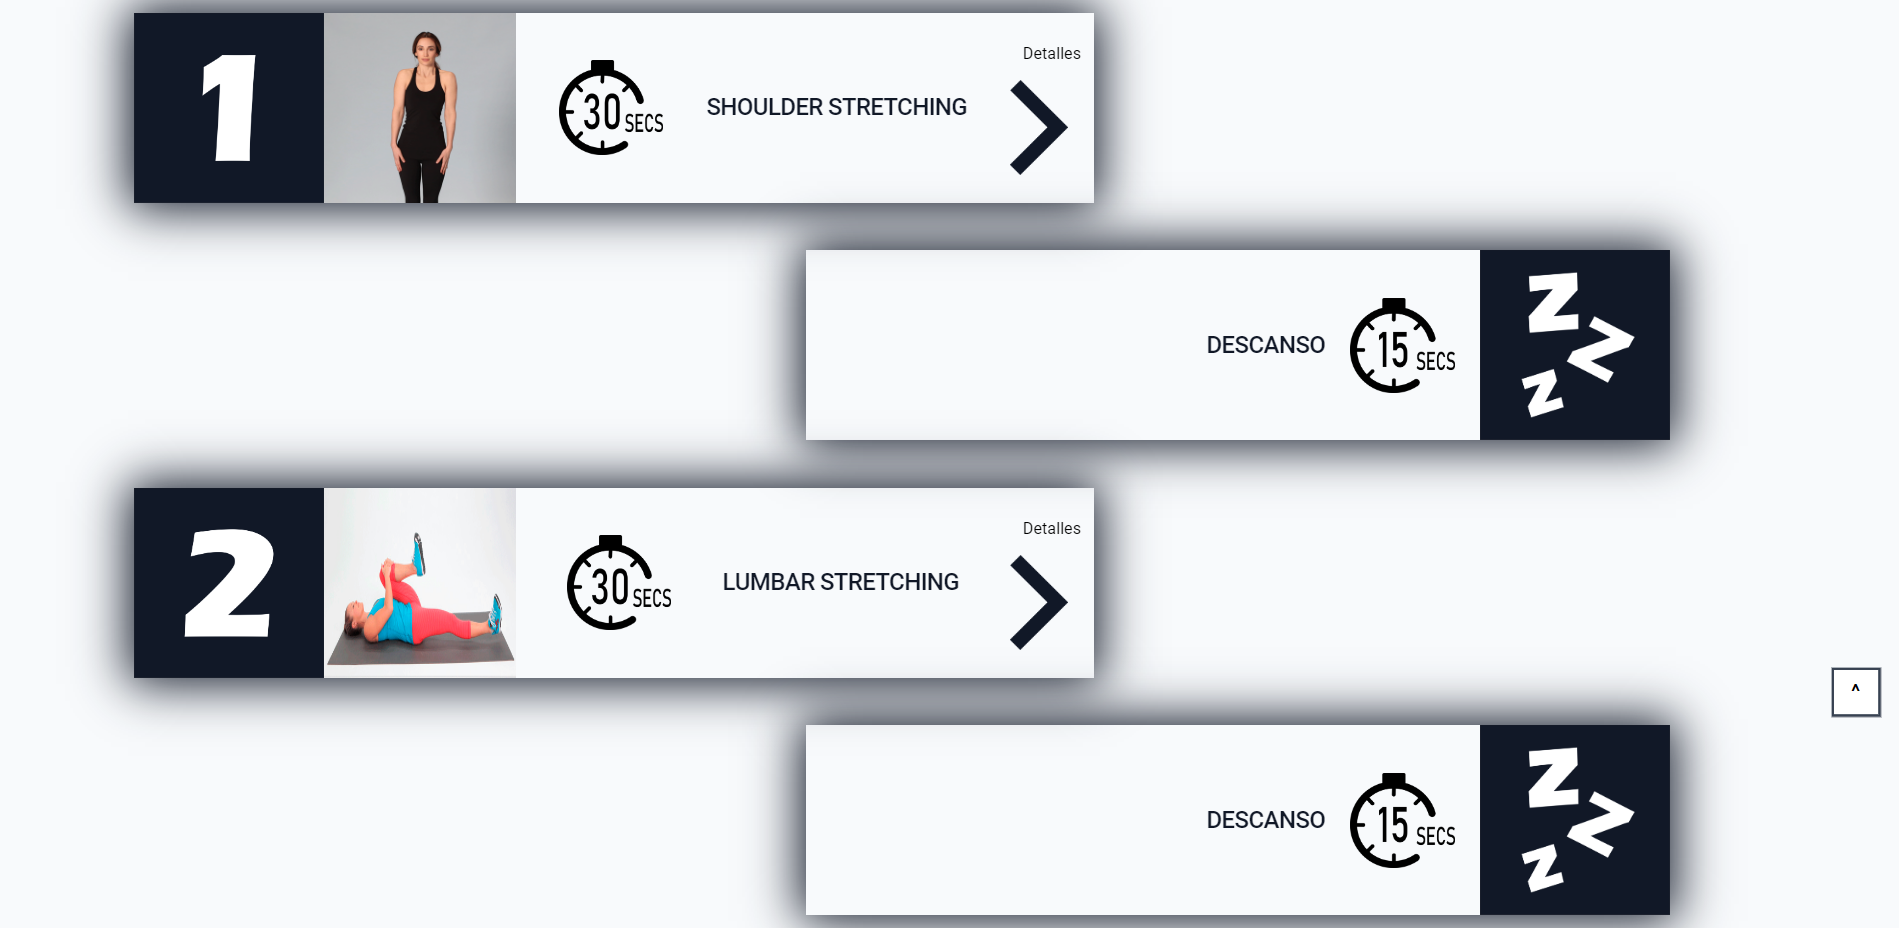 1
30 SECS
SHOULDER STRETCHING
Detalles
DESCANSO
15 SECS
Z
Z
Z
2
30 SECS
LUMBAR STRETCHING
Detalles
^
DESCANSO
15 SECS
Z
Z
Z